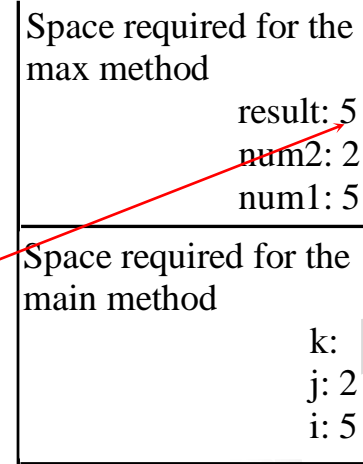 Space required for the
max method
result: 5
num2: 2
num1: 5
Space required for the
main method
k:
j: 2
i: 5